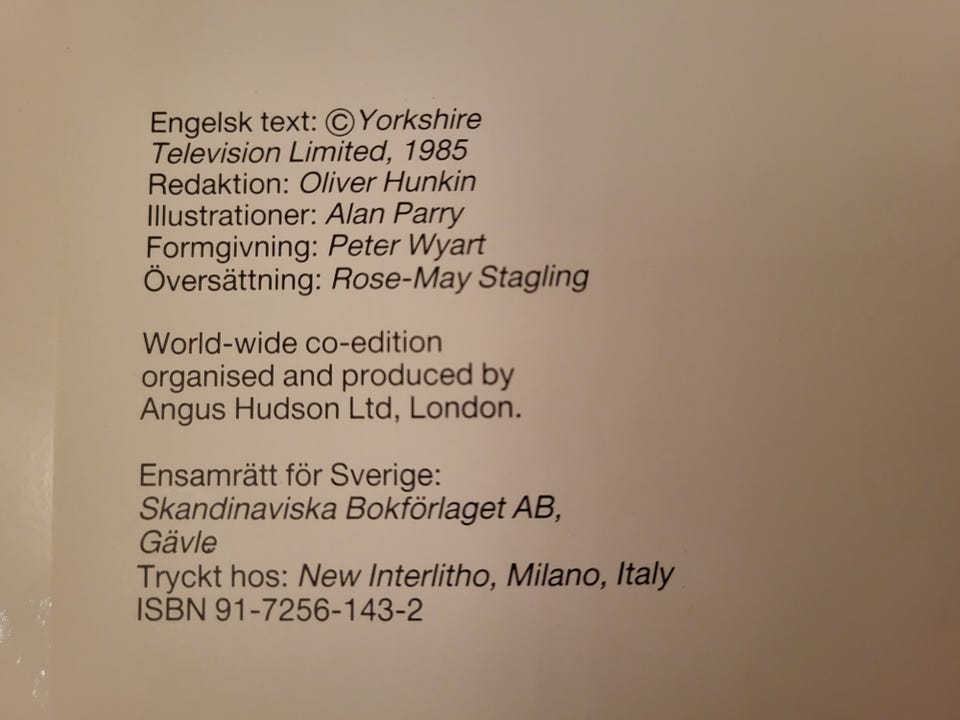 Engelsk text: ©Yorkshire
Television Limited, 1985
Redaktion: Oliver Hunkin
Illustrationer: Alan Parry
Formgivning: Peter Wyart
Översättning: Rose-May Stagling
World-wide co-edition
organised and produced by
Angus Hudson Ltd, London.
Ensamrätt för Sverige:
Skandinaviska Bokförlaget AB,
Gävle
Tryckt hos: New Interlitho, Milano, Italy
ISBN 91-7256-143-2